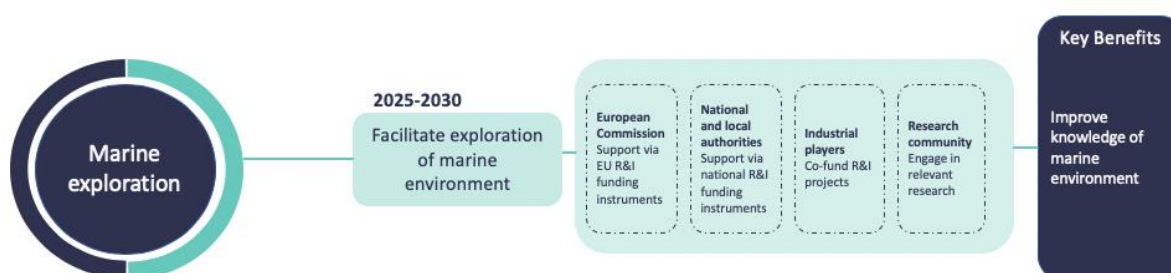 Marine
exploration
2025-2030
Facilitate exploration
of marine
environment
European
Commission
Support via
EU R&I
funding
instruments
National
and local
authorities
Support via
national R&I
funding
instruments
Industrial
players
Co-fund R&I
projects
Research
community
Engage in
relevant
research
Key Benefits
Improve
knowledge of
marine
environment